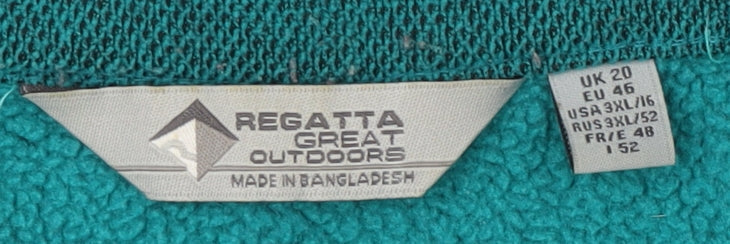 REGATTA
GREAT
OUTDOORS
MADE IN BANGLADESH
UK 20
EU 46
USA 3XL/16
RUS 3XL/52
FR/E 48
I 52